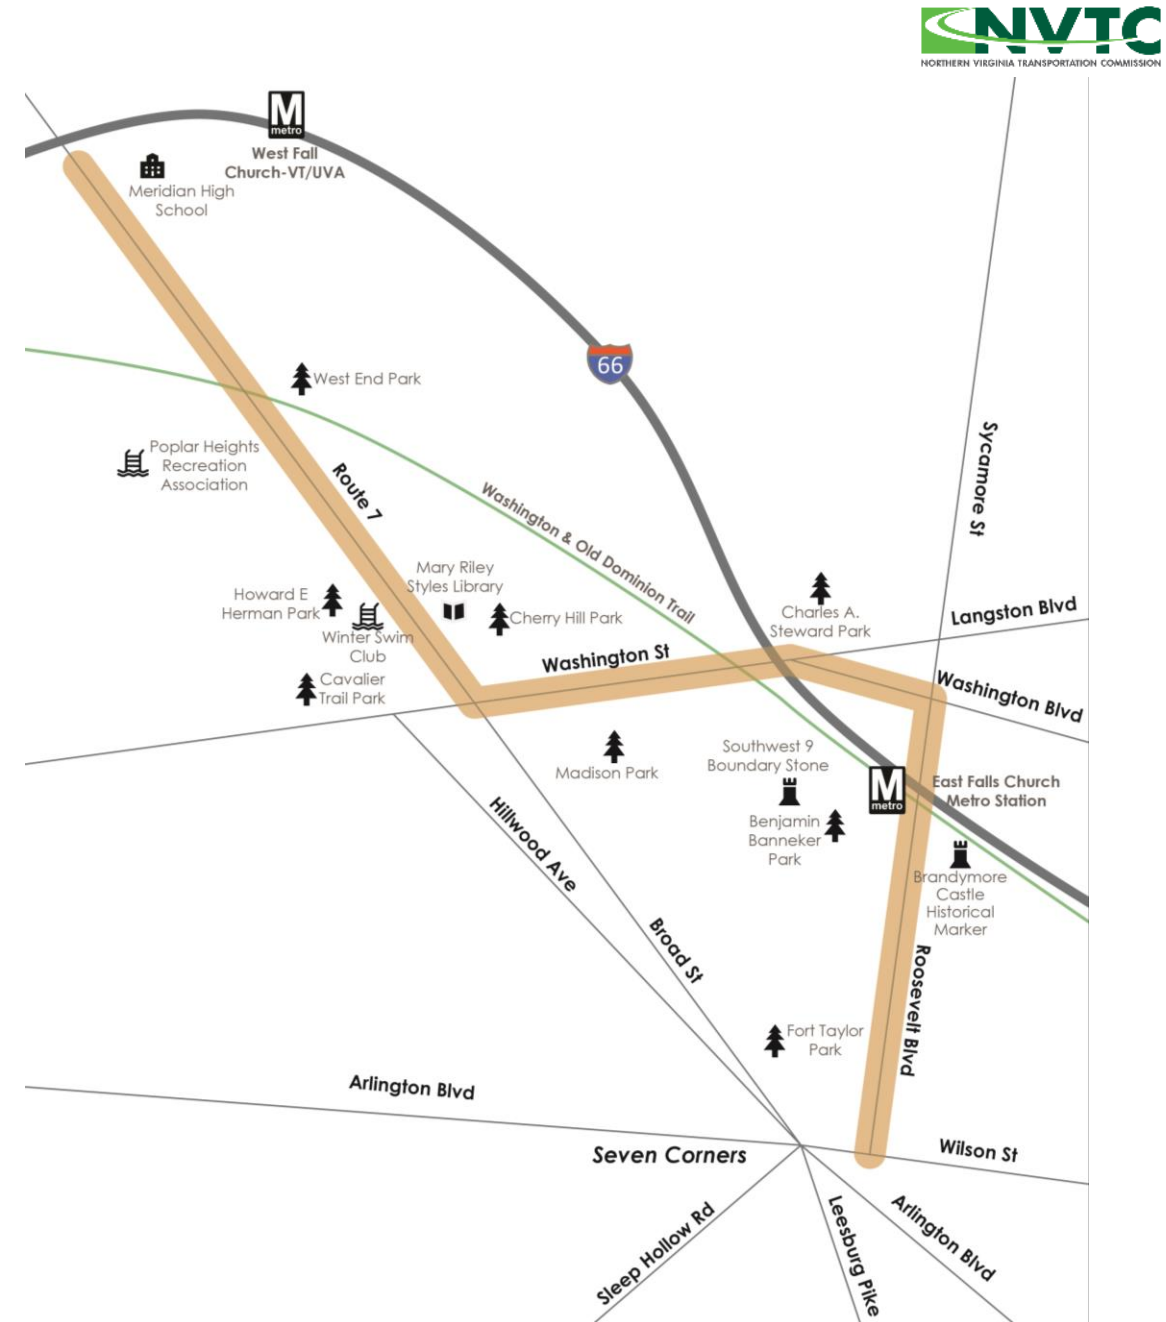 NVTC
NORTHERN VIRGINIA TRANSPORTATION COMMISSION
M
metro
West Fall
Church-VT/UVA
Meridian High
School
66
West End Park
Poplar Heights
Recreation
Association
Route 7
Sycamore St
Washington & Old Dominion Trail
Mary Riley
Styles Library
Howard E
Herman Park
Cherry Hill Park
Winter Swim
Club
Charles A.
Steward Park
Langston Blvd
Washington St
Cavalier
Trail Park
Washington Blvd
Madison Park
Southwest 9
Boundary Stone
M
metro
East Falls Church
Metro Station
Benjamin
Banneker
Park
Hillwood Ave
Brandymore
Castle
Historical
Marker
Broad St
Roosevelt Blvd
Fort Taylor
Park
Arlington Blvd
Seven Corners
Wilson St
Sleep Hollow Rd
Leesburg Pike
Arlington Blvd